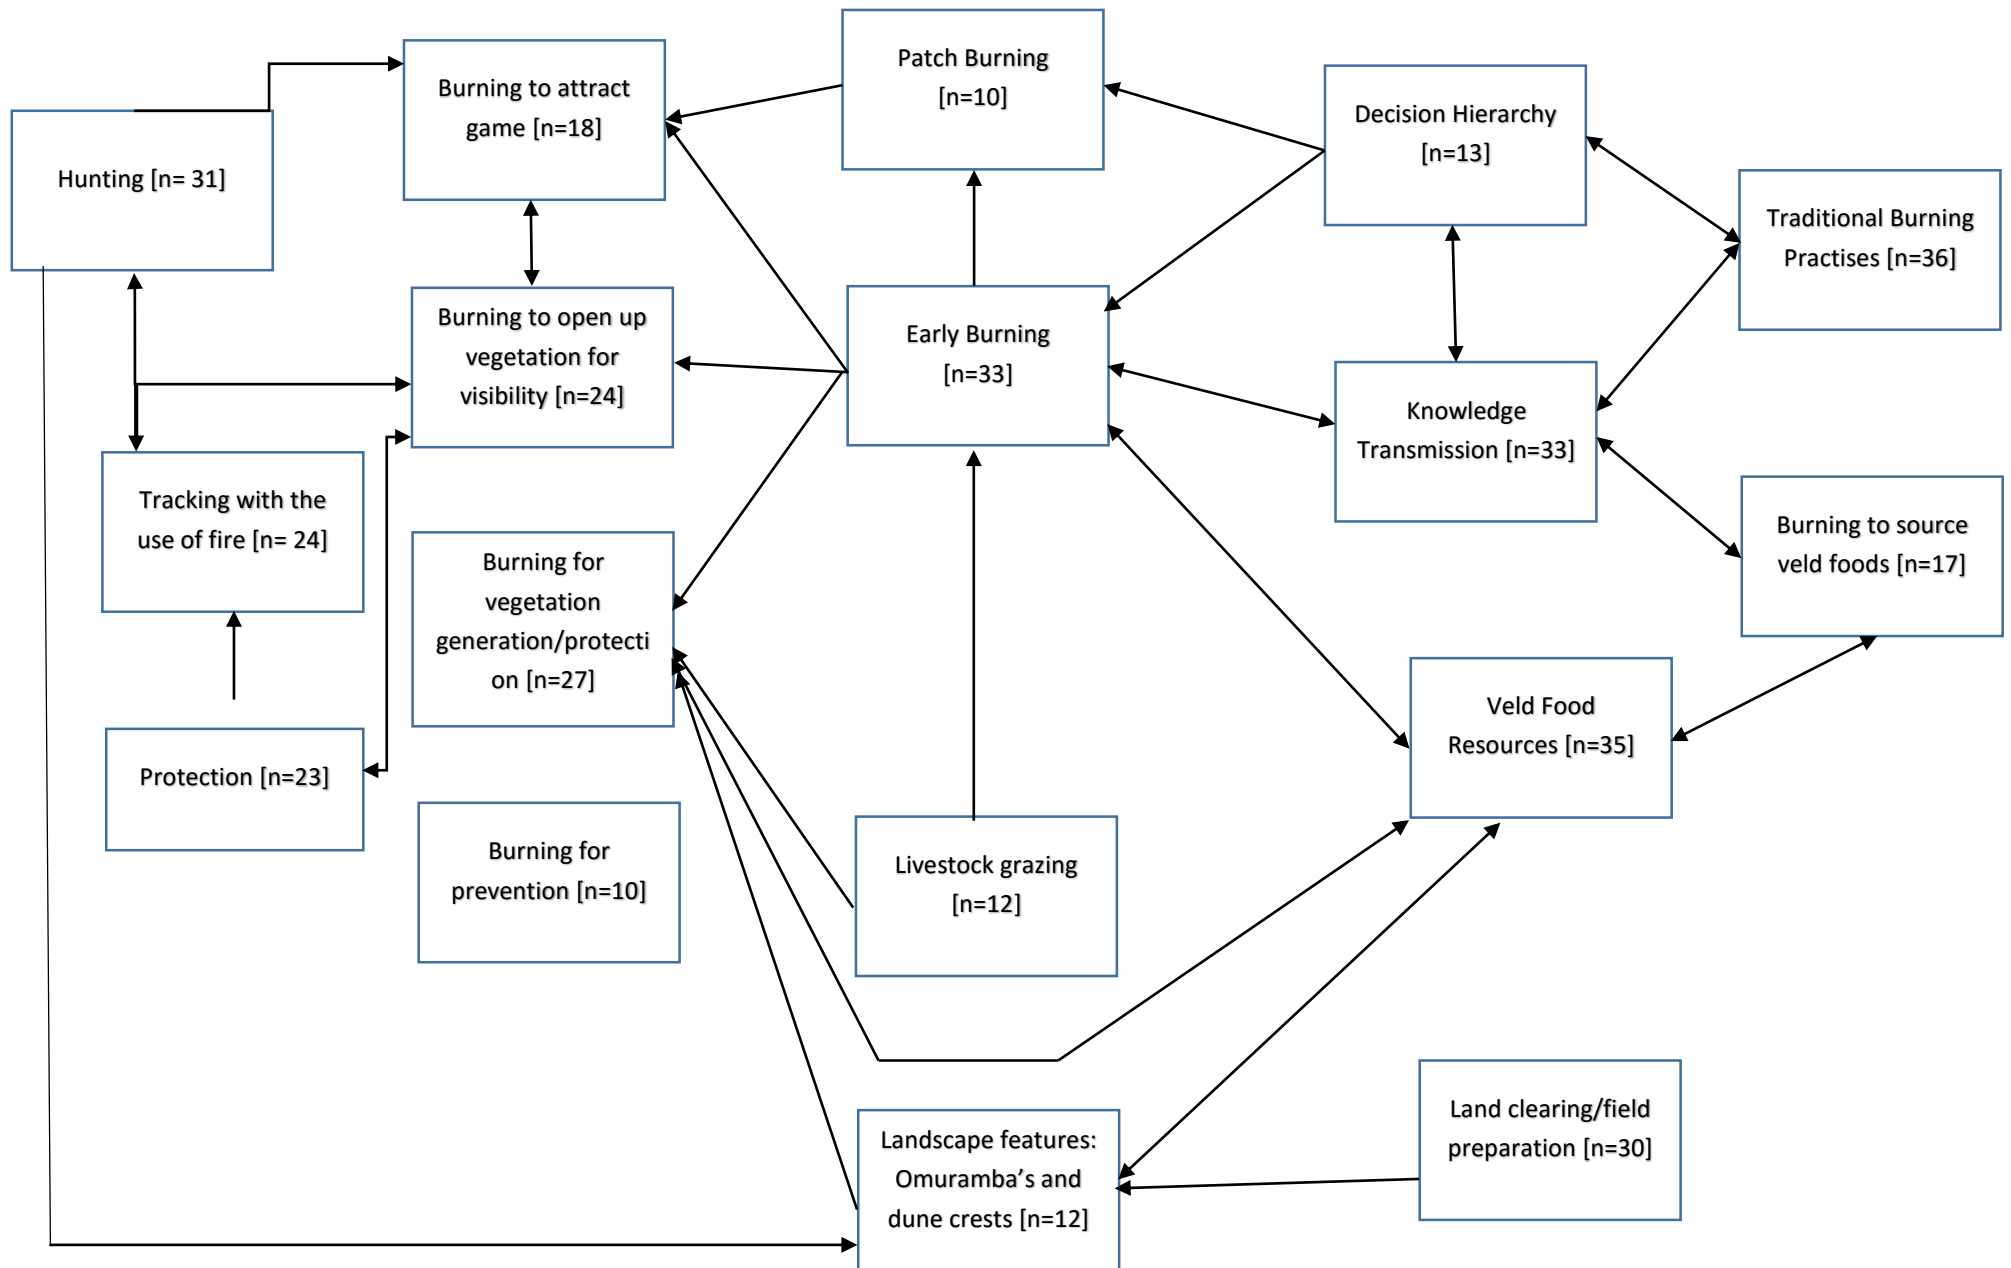 Patch Burning
[n=10]
Burning to attract
game [n=18]
Decision Hierarchy
[n=13]
Hunting [n= 31]
Traditional Burning
Practises [n=36]
Burning to open up
vegetation for
visibility [n=24]
Early Burning
[n=33]
Knowledge
Transmission [n=33]
Tracking with the
use of fire [n= 24]
Burning to source
veld foods [n=17]
Burning for
vegetation
generation/protecti
on [n=27]
Veld Food
Resources [n=35]
Protection [n=23]
Burning for
prevention [n=10]
Livestock grazing
[n=12]
Land clearing/field
preparation [n=30]
Landscape features:
Omuramba’s and
dune crests [n=12]